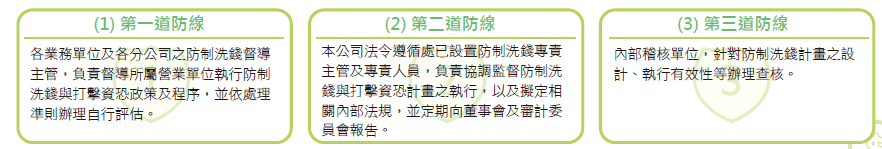 (1) 第一道防線
各業務單位及各分公司之防制洗錢督導
主管，負責督導所屬營業單位執行防制
洗錢與打擊資恐政策及程序，並依處理
準則辦理自行評估。
(2) 第二道防線
本公司法令遵循處已設置防制洗錢專責
主管及專責人員，負責協調監督防制洗
錢與打擊資恐計畫之執行，以及擬定相
關內部法規，並定期向董事會及審計委
員會報告。
(3) 第三道防線
內部稽核單位，針對防制洗錢計畫之設
計、執行有效性等辦理查核。